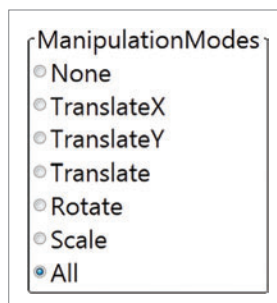 ManipulationModes
None
TranslateX
TranslateY
Translate
Rotate
Scale
All